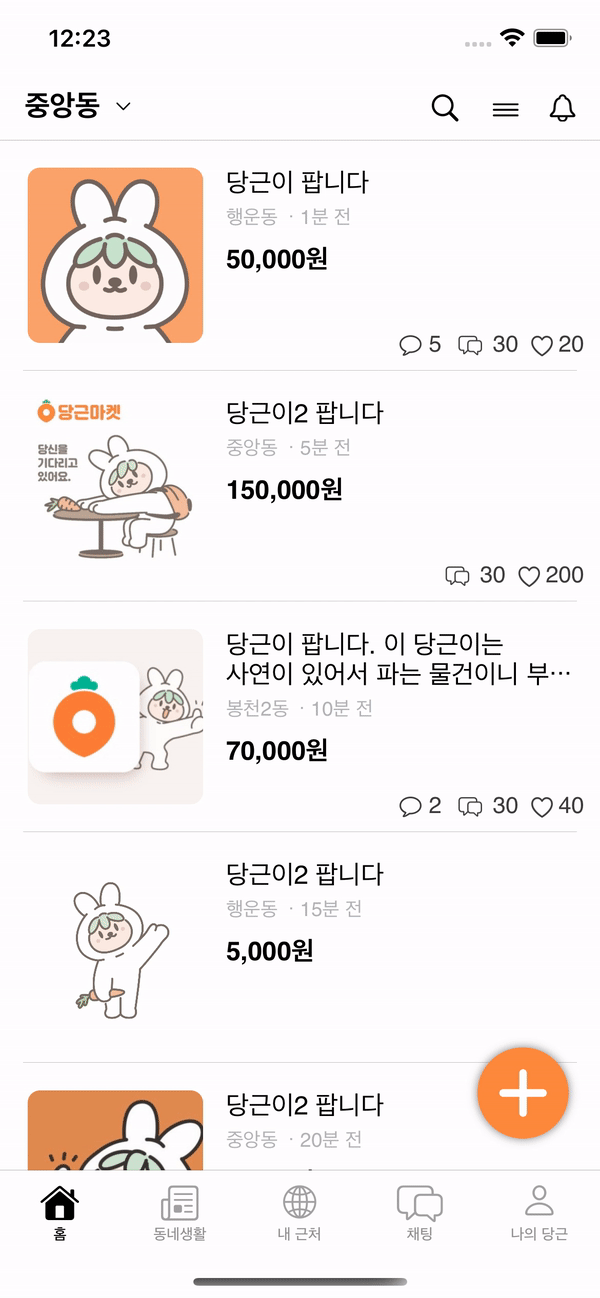 12:23
중앙동
당근이 팝니다
행운동 · 1분 전
50,000원
5 30 20
당근마켓
당신을
기다리고
있어요.
당근이2 팝니다
중앙동 · 5분 전
150,000원
30 200
당근이 팝니다. 이 당근이는
사연이 있어서 파는 물건이니 부…
봉천2동 · 10분 전
70,000원
2 30 40
당근이2 팝니다
행운동 · 15분 전
5,000원
당근이2 팝니다
중앙동 · 20분 전
홈 동네생활 내 근처 채팅 나의 당근